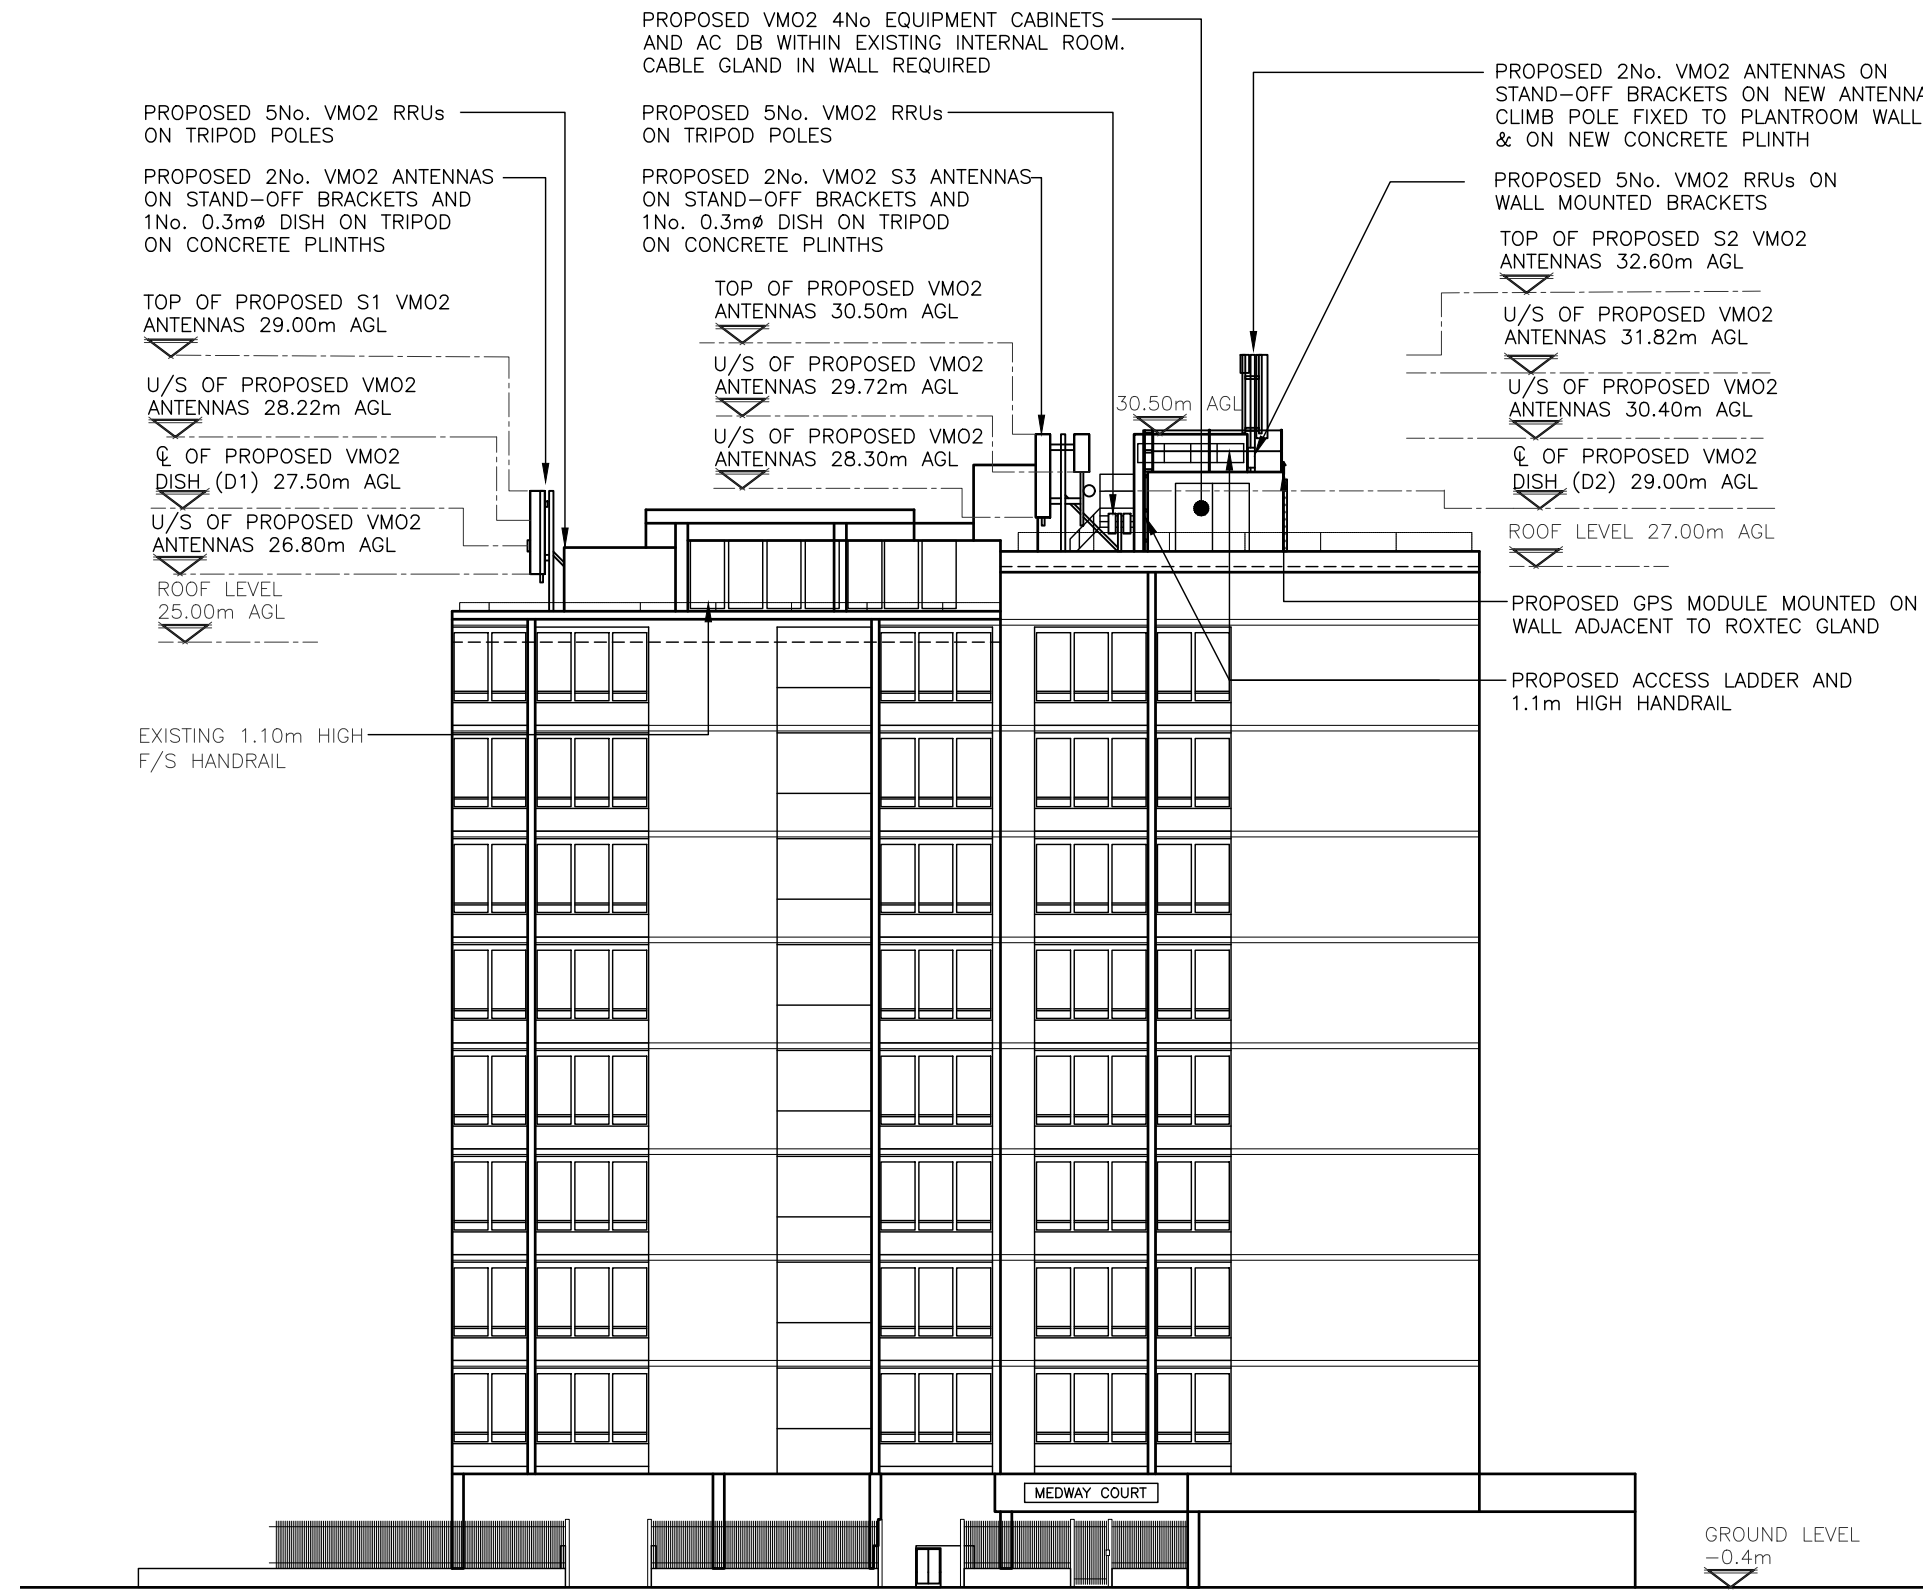 PROPOSED VMO2 4No EQUIPMENT CABINETS
AND AC DB WITHIN EXISTING INTERNAL ROOM.
CABLE GLAND IN WALL REQUIRED
PROPOSED 5No. VMO2 RRUs
ON TRIPOD POLES
PROPOSED 2No. VMO2 ANTENNAS
ON STAND-OFF BRACKETS AND
1No. 0.3mø DISH ON TRIPOD
ON CONCRETE PLINTHS
TOP OF PROPOSED S1 VMO2
ANTENNAS 29.00m AGL
U/S OF PROPOSED VMO2
ANTENNAS 28.22m AGL
℄ OF PROPOSED VMO2
DISH (D1) 27.50m AGL
U/S OF PROPOSED VMO2
ANTENNAS 26.80m AGL
ROOF LEVEL
25.00m AGL
EXISTING 1.10m HIGH
F/S HANDRAIL
PROPOSED 5No. VMO2 RRUs
ON TRIPOD POLES
PROPOSED 2No. VMO2 S3 ANTENNAS
ON STAND-OFF BRACKETS AND
1No. 0.3mø DISH ON TRIPOD
ON CONCRETE PLINTHS
TOP OF PROPOSED VMO2
ANTENNAS 30.50m AGL
U/S OF PROPOSED VMO2
ANTENNAS 29.72m AGL
U/S OF PROPOSED VMO2
ANTENNAS 28.30m AGL
30.50m AGL
PROPOSED 2No. VMO2 ANTENNAS ON
STAND-OFF BRACKETS ON NEW ANTENNA
CLIMB POLE FIXED TO PLANTROOM WALL
& ON NEW CONCRETE PLINTH
PROPOSED 5No. VMO2 RRUs ON
WALL MOUNTED BRACKETS
TOP OF PROPOSED S2 VMO2
ANTENNAS 32.60m AGL
U/S OF PROPOSED VMO2
ANTENNAS 31.82m AGL
U/S OF PROPOSED VMO2
ANTENNAS 30.40m AGL
℄ OF PROPOSED VMO2
DISH (D2) 29.00m AGL
ROOF LEVEL 27.00m AGL
PROPOSED GPS MODULE MOUNTED ON
WALL ADJACENT TO ROXTEC GLAND
PROPOSED ACCESS LADDER AND
1.1m HIGH HANDRAIL
MEDWAY COURT
GROUND LEVEL
-0.4m